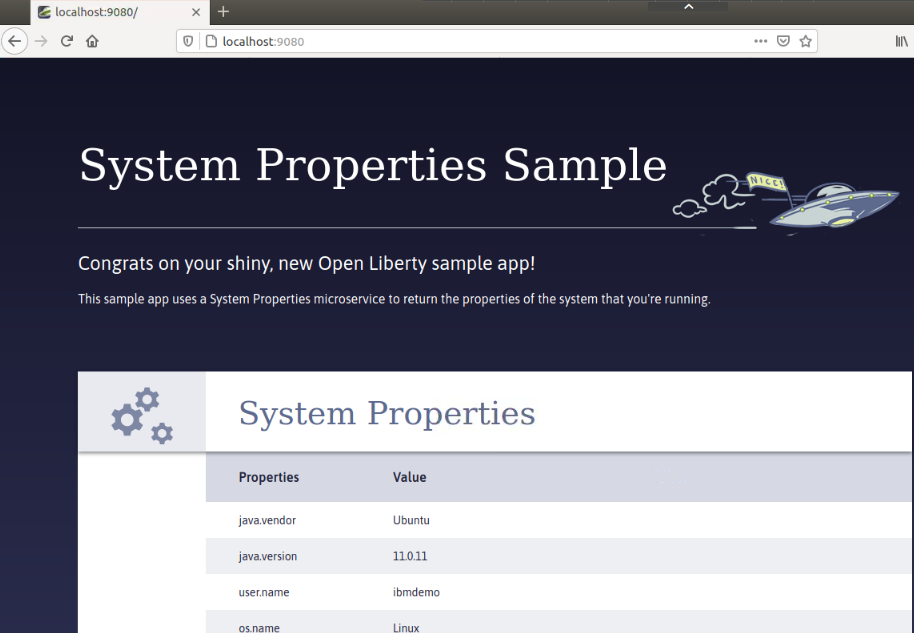 localhost:9080/
localhost:9080
System Properties Sample
NICE!
Congrats on your shiny, new Open Liberty sample app!
This sample app uses a System Properties microservice to return the properties of the system that you're running.
System Properties
Properties Value
java.vendor Ubuntu
java.version 11.0.11
user.name ibmdemo
os.name Linux